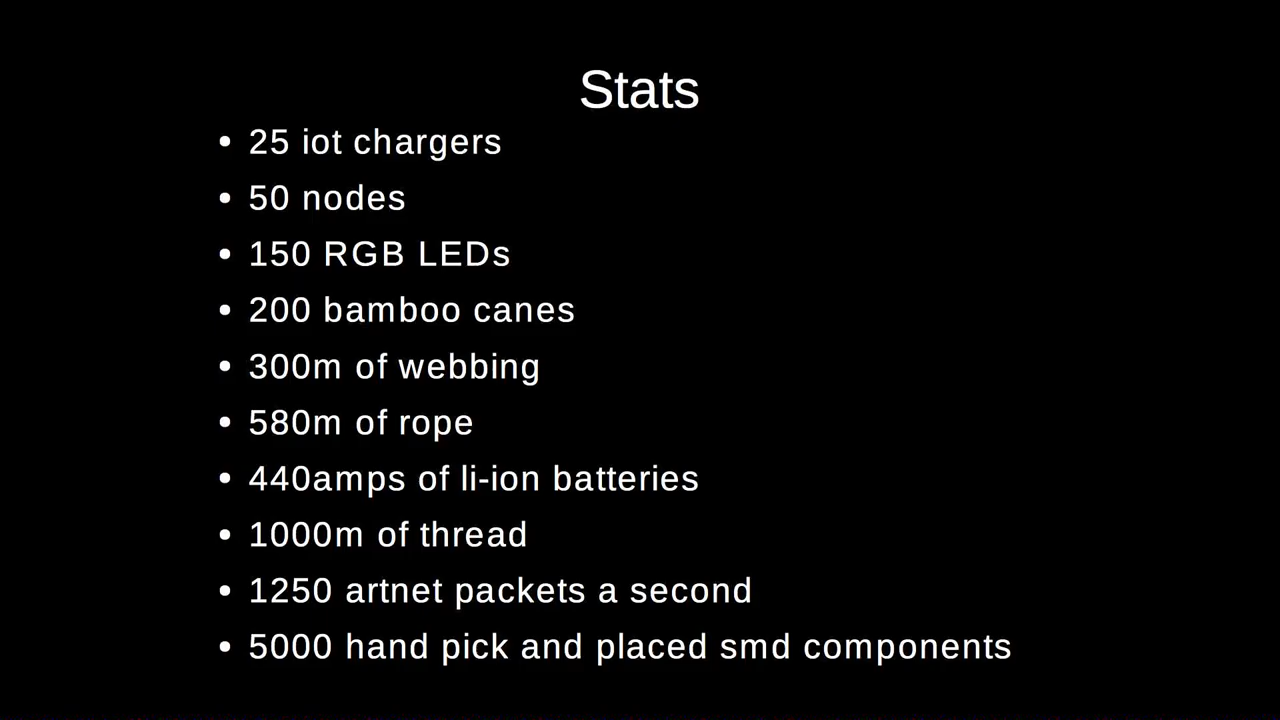 Stats
• 25 iot chargers
• 50 nodes
• 150 RGB LEDs
• 200 bamboo canes
• 300m of webbing
• 580m of rope
• 440amps of li-ion batteries
• 1000m of thread
• 1250 artnet packets a second
• 5000 hand pick and placed smd components